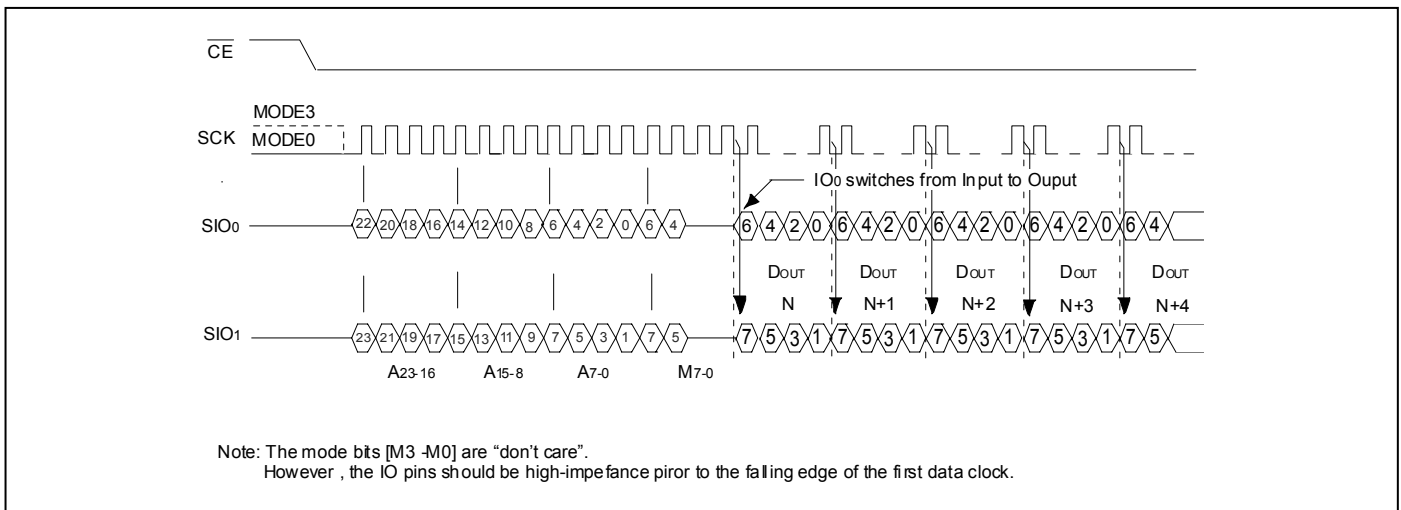 CE
MODE3
SCK MODE0
IO0 switches from Input to Ouput
SIO0 22 20 18 16 14 12 10 8 6 4 2 0 6 4 6 4 2 0 6 4 2 0 6 4 2 0 6 4 2 0 6 4
DOUT DOUT DOUT DOUT DOUT
N N+1 N+2 N+3 N+4
SIO1 23 21 19 17 15 13 11 9 7 5 3 1 7 5 7 5 3 1 7 5 3 1 7 5 3 1 7 5 3 1 7 5
A23-16 A15-8 A7-0 M7-0
Note: The mode bits [M3 -M0] are “don’t care”.
However , the IO pins should be high-impefance piror to the falling edge of the first data clock.